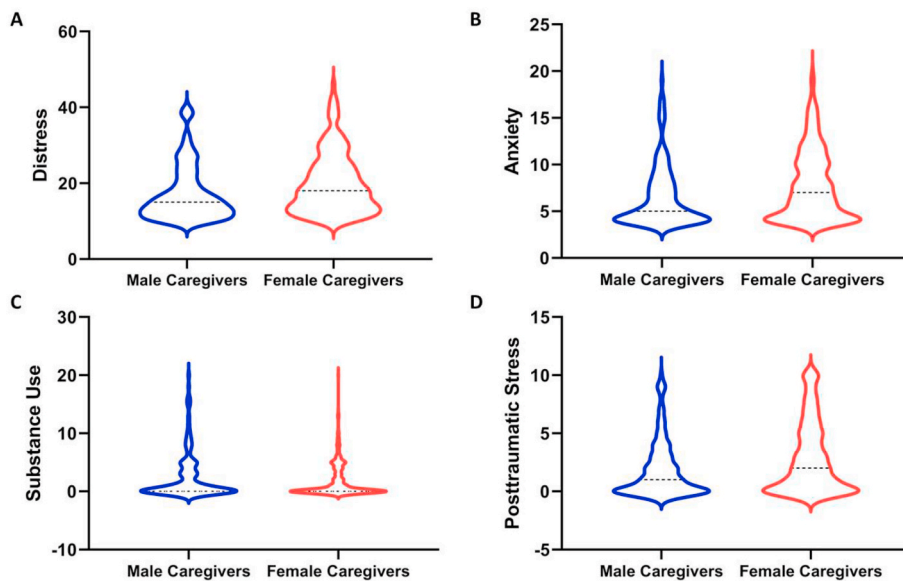 A
60
40
20
0
Distress
Male Caregivers Female Caregivers
B
25
20
15
10
5
0
Anxiety
Male Caregivers Female Caregivers
C
30
20
10
0
-10
Substance Use
Male Caregivers Female Caregivers
D
15
10
5
0
-5
Posttraumatic Stress
Male Caregivers Female Caregivers